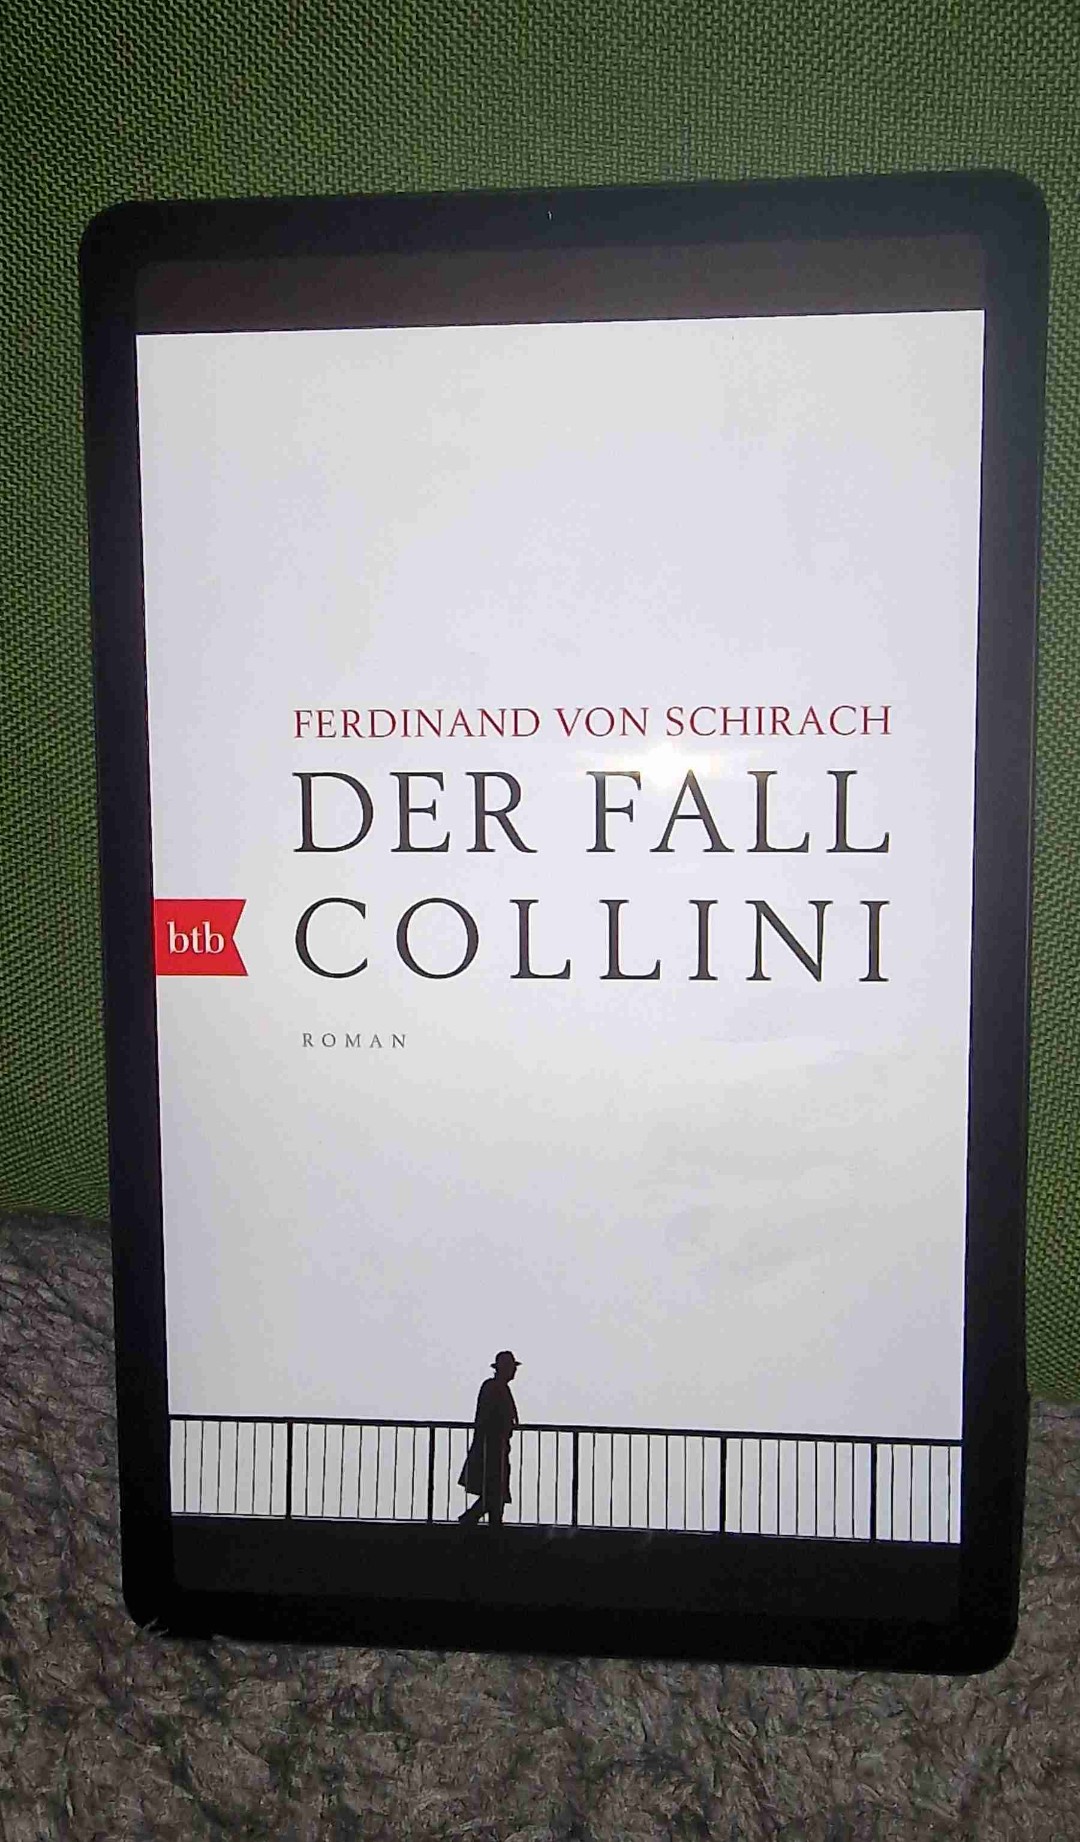 FERDINAND VON SCHIRACH
DER FALL
COLLINI
btb
ROMAN